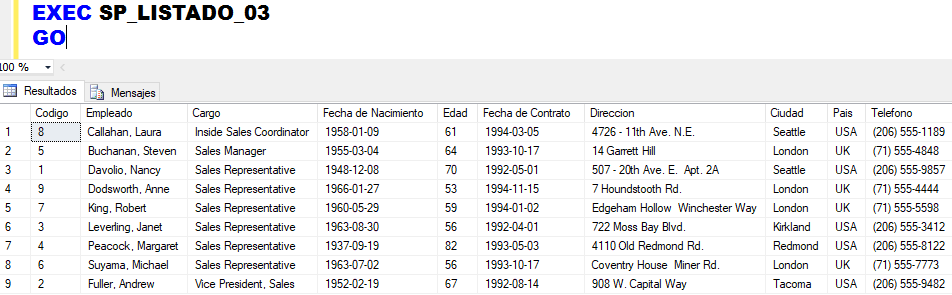 EXEC SP_LISTADO_03
GO
100 %
Resultados Mensajes
Codigo Empleado Cargo Fecha de Nacimiento Edad Fecha de Contrato Direccion Ciudad Pais Telefono
1 8 Callahan, Laura Inside Sales Coordinator 1958-01-09 61 1994-03-05 4726 - 11th Ave. N.E. Seattle USA (206) 555-1189
2 5 Buchanan, Steven Sales Manager 1955-03-04 64 1993-10-17 14 Garrett Hill London UK (71) 555-4848
3 1 Davolio, Nancy Sales Representative 1948-12-08 70 1992-05-01 507 - 20th Ave. E. Apt. 2A Seattle USA (206) 555-9857
4 9 Dodsworth, Anne Sales Representative 1966-01-27 53 1994-11-15 7 Houndstooth Rd. London UK (71) 555-4444
5 7 King, Robert Sales Representative 1960-05-29 59 1994-01-02 Edgeham Hollow Winchester Way London UK (71) 555-5598
6 3 Leverling, Janet Sales Representative 1963-08-30 56 1992-04-01 722 Moss Bay Blvd. Kirkland USA (206) 555-3412
7 4 Peacock, Margaret Sales Representative 1937-09-19 82 1993-05-03 4110 Old Redmond Rd. Redmond USA (206) 555-8122
8 6 Suyama, Michael Sales Representative 1963-07-02 56 1993-10-17 Coventry House Miner Rd. London UK (71) 555-7773
9 2 Fuller, Andrew Vice President, Sales 1952-02-19 67 1992-08-14 908 W. Capital Way Tacoma USA (206) 555-9482